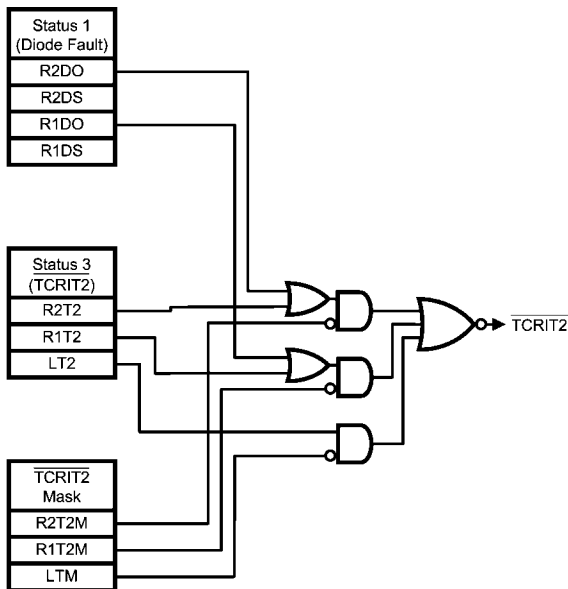 Status 1
(Diode Fault)
R2DO
R2DS
R1DO
R1DS
Status 3
(TCRIT2)
R2T2
R1T2
LT2
TCRIT2
TCRIT2
Mask
R2T2M
R1T2M
LTM